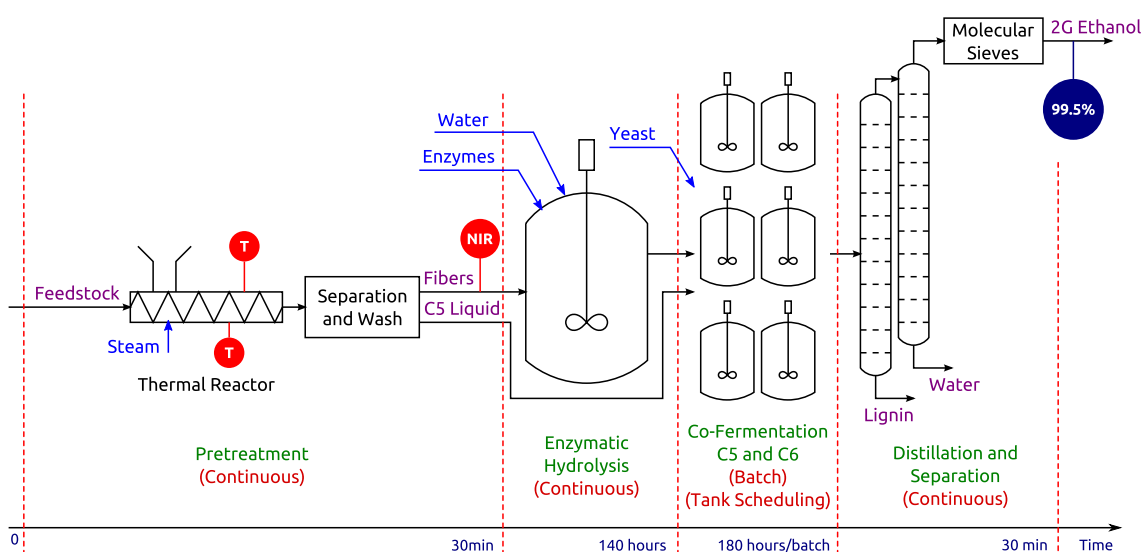 Molecular
Sieves
2G Ethanol
99.5%
Water
Enzymes
Yeast
T
NIR
Feedstock
Separation
and Wash
Fibers
C5 Liquid
Steam
T
Thermal Reactor
Water
Lignin
Pretreatment
(Continuous)
Enzymatic
Hydrolysis
(Continuous)
Co-Fermentation
C5 and C6
(Batch)
(Tank Scheduling)
Distillation and
Separation
(Continuous)
0
30min
140 hours
180 hours/batch
30 min
Time